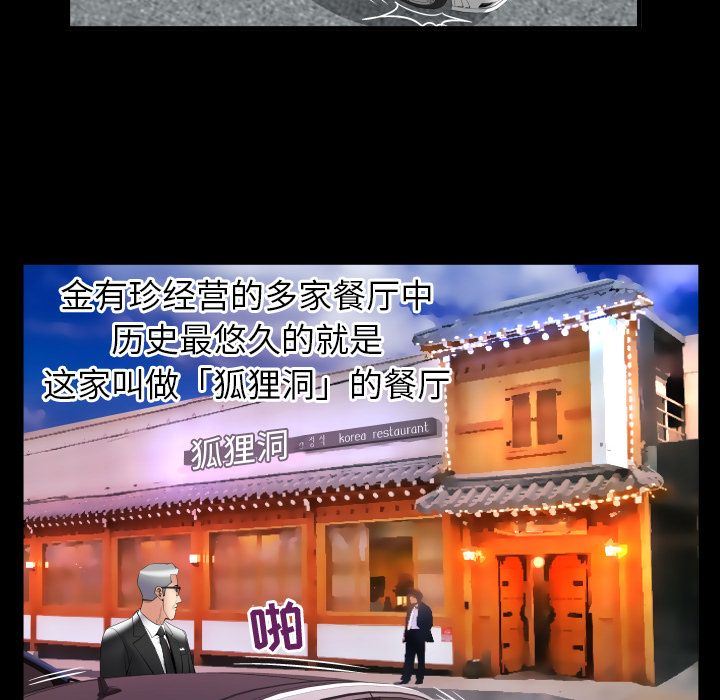 金有珍经营的多家餐厅中
历史最悠久的就是
这家叫做「狐狸洞」的餐厅
狐狸洞
korea restaurant
啪